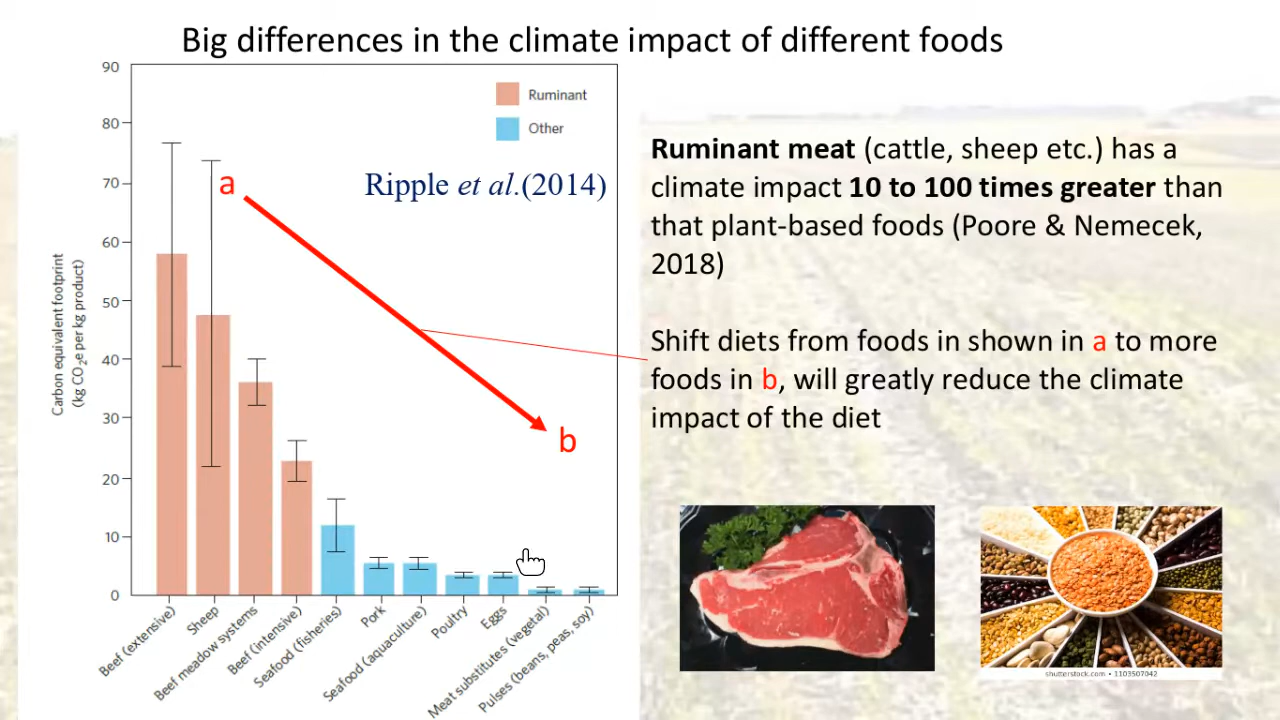 Big differences in the climate impact of different foods
90
80
70
60
50
40
30
20
10
0
Carbon equivalent footprint
(kg CO2e per kg product)
Ruminant
Other
Ripple et al.(2014)
a
b
Beef (extensive)
Sheep
Beef meadow systems
Beef (intensive)
Seafood (fisheries)
Pork
Seafood (aquaculture)
Poultry
Eggs
Meat substitutes (vegetal)
Pulses (beans, peas, soy)
Ruminant meat (cattle, sheep etc.) has a
climate impact 10 to 100 times greater than
that plant-based foods (Poore & Nemecek,
2018)
Shift diets from foods in shown in a to more
foods in b, will greatly reduce the climate
impact of the diet
shutterstock.com • 1103507042